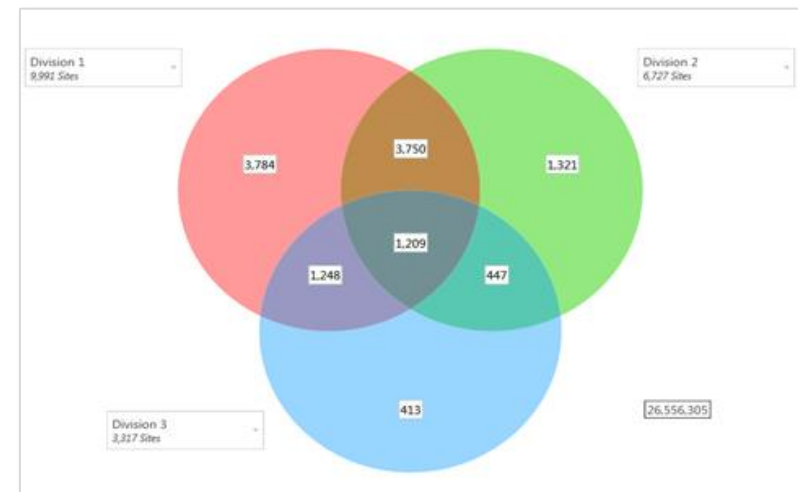 Division 1
9,991 Sites
Division 2
6,727 Sites
3,750
3,784
1,321
1,209
1,248
447
413
26,556,305
Division 3
3,317 Sites